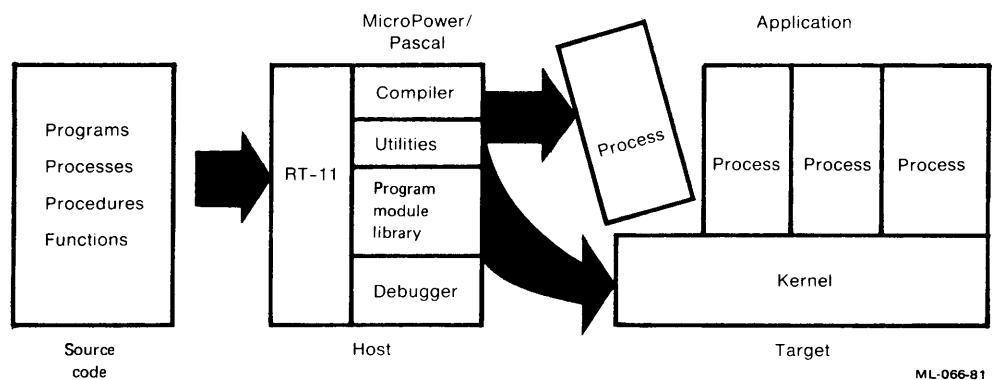 MicroPower/
Pascal
Application
Programs
Processes
Procedures
Functions
RT-11
Compiler
Utilities
Program
module
library
Debugger
Process
Process
Process
Process
Kernel
Source
code
Host
Target
ML-066-81